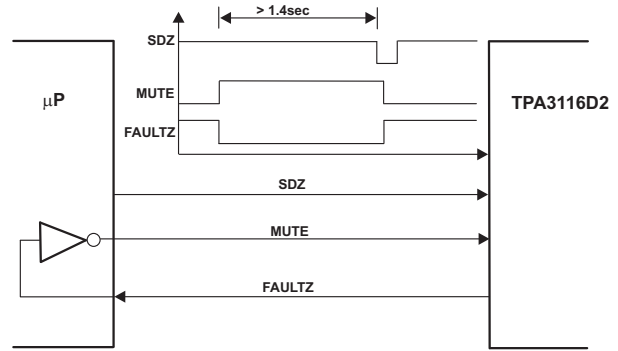 > 1.4sec
SDZ
MUTE
FAULTZ
μP
TPA3116D2
SDZ
MUTE
FAULTZ